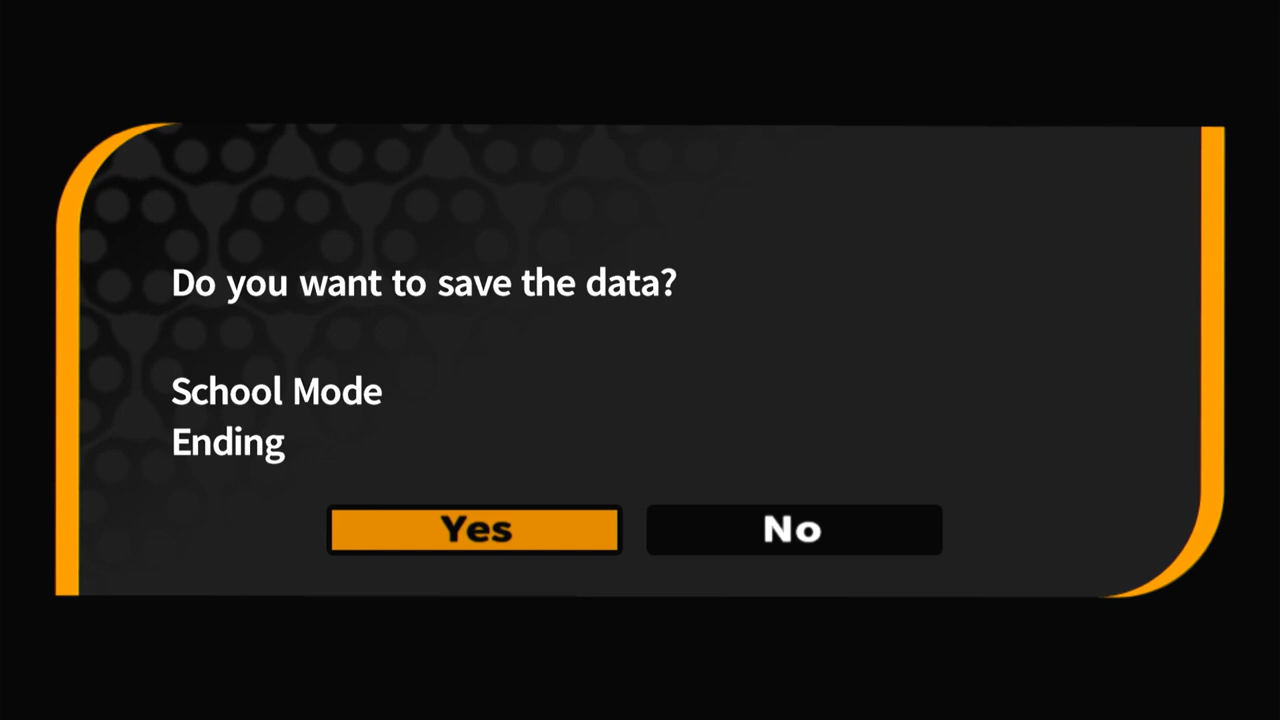 Do you want to save the data?
School Mode
Ending
Yes
No